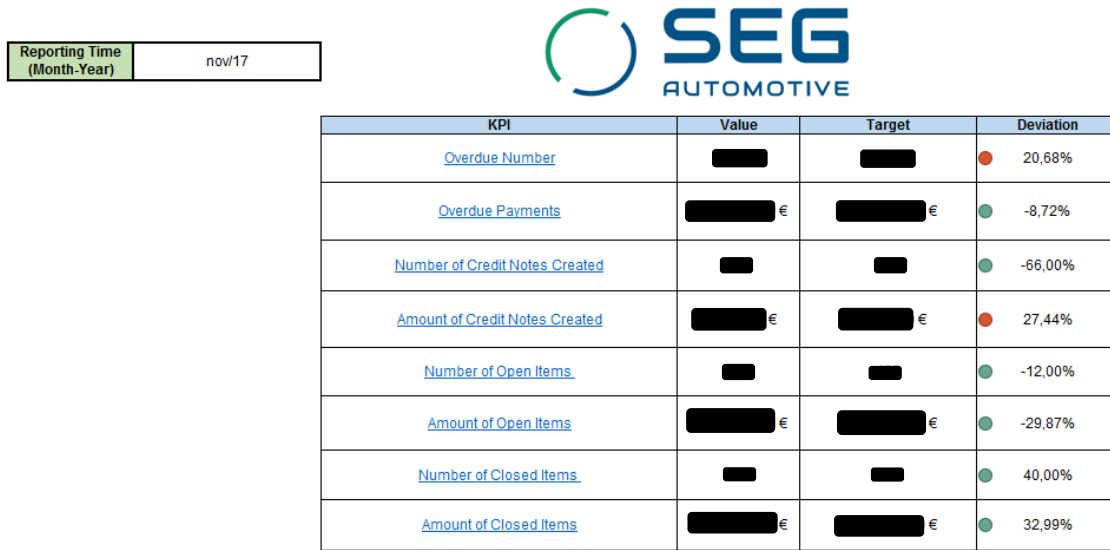 SEG
AUTOMOTIVE
Reporting Time
(Month-Year)
nov/17
KPI Value Target Deviation
Overdue Number 20,68%
Overdue Payments € € -8,72%
Number of Credit Notes Created -66,00%
Amount of Credit Notes Created € € 27,44%
Number of Open Items -12,00%
Amount of Open Items € € -29,87%
Number of Closed Items 40,00%
Amount of Closed Items € € 32,99%